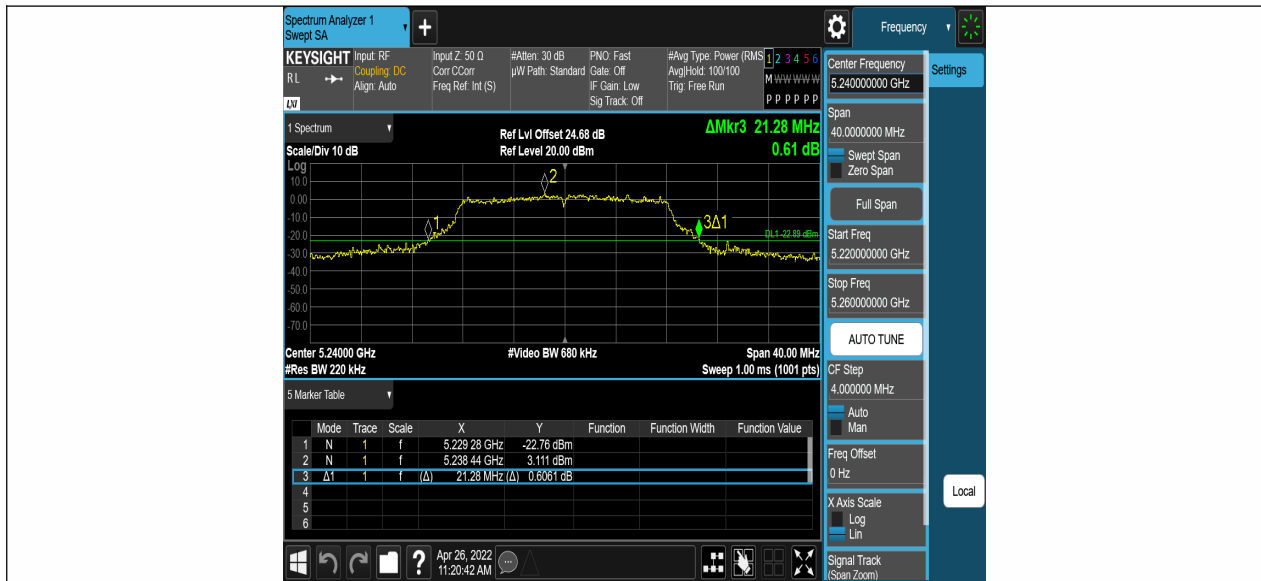 Spectrum Analyzer 1
Swept SA
+
Frequency
KEYSIGHT
RL
LXI
Input: RF
Coupling: DC
Align: Auto
Input Z: 50 Ω
Corr CCorr
Freq Ref: Int (S)
#Atten: 30 dB
µW Path: Standard
PNO: Fast
Gate: Off
IF Gain: Low
Sig Track: Off
#Avg Type: Power (RMS
Avg|Hold: 100/100
Trig: Free Run
1 2 3 4 5 6
M W W W W W
P P P P P P
1 Spectrum
Scale/Div 10 dB
Ref Lvl Offset 24.68 dB
Ref Level 20.00 dBm
ΔMkr3 21.28 MHz
0.61 dB
Log
10.0
0.00
-10.0
-20.0
-30.0
-40.0
-50.0
-60.0
-70.0
1
2
3Δ1
DL1 -22.89 dBm
Center 5.24000 GHz
#Video BW 680 kHz
Span 40.00 MHz
#Res BW 220 kHz
Sweep 1.00 ms (1001 pts)
5 Marker Table
Mode Trace Scale X Y Function Function Width Function Value
1 N 1 f 5.229 28 GHz -22.76 dBm
2 N 1 f 5.238 44 GHz 3.111 dBm
3 Δ1 1 f (Δ) 21.28 MHz (Δ) 0.6061 dB
4
5
6
?
Apr 26, 2022
11:20:42 AM
Center Frequency
5.240000000 GHz
Span
40.0000000 MHz
Swept Span
Zero Span
Full Span
Start Freq
5.220000000 GHz
Stop Freq
5.260000000 GHz
AUTO TUNE
CF Step
4.000000 MHz
Auto
Man
Freq Offset
0 Hz
X Axis Scale
Log
Lin
Signal Track
(Span Zoom)
Settings
Local